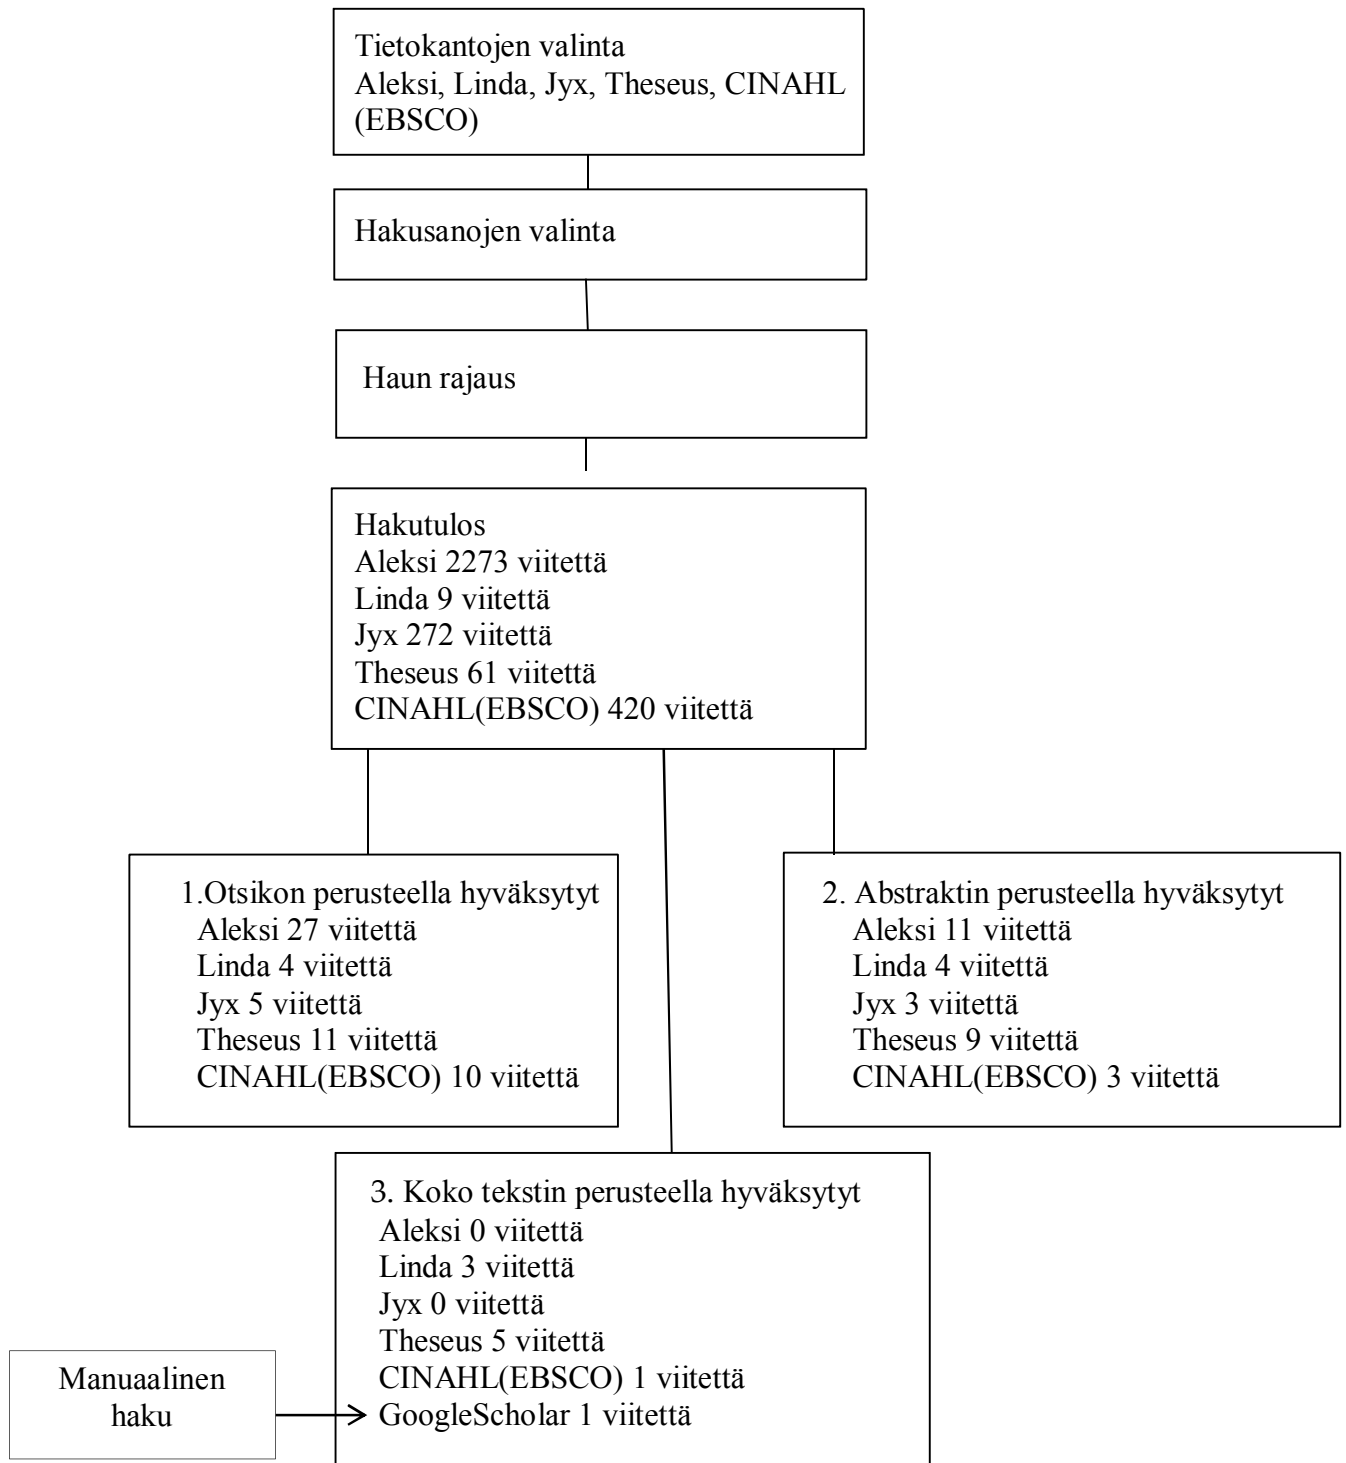 Tietokantojen valinta
Aleksi, Linda, Jyx, Theseus, CINAHL
(EBSCO)
Hakusanojen valinta
Haun rajaus
Hakutulos
Aleksi 2273 viitettä
Linda 9 viitettä
Jyx 272 viitettä
Theseus 61 viitettä
CINAHL(EBSCO) 420 viitettä
1.Otsikon perusteella hyväksytyt
Aleksi 27 viitettä
Linda 4 viitettä
Jyx 5 viitettä
Theseus 11 viitettä
CINAHL(EBSCO) 10 viitettä
2. Abstraktin perusteella hyväksytyt
Aleksi 11 viitettä
Linda 4 viitettä
Jyx 3 viitettä
Theseus 9 viitettä
CINAHL(EBSCO) 3 viitettä
3. Koko tekstin perusteella hyväksytyt
Aleksi 0 viitettä
Linda 3 viitettä
Jyx 0 viitettä
Theseus 5 viitettä
CINAHL(EBSCO) 1 viitettä
GoogleScholar 1 viitettä
Manuaalinen
haku